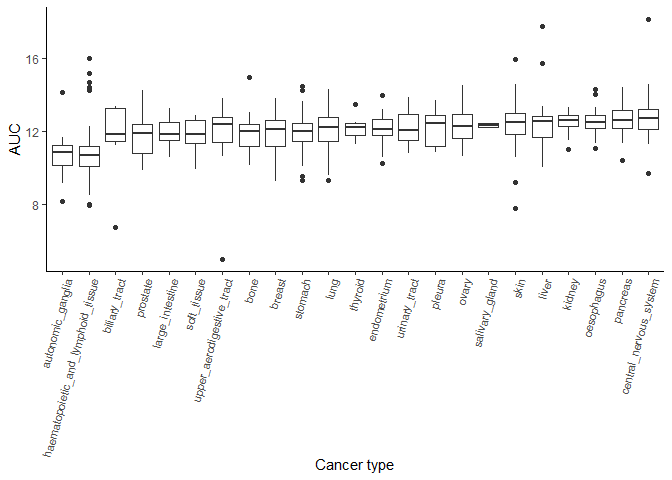 AUC
16
12
8
autonomic_ganglia
haematopoietic_and_lymphoid_tissue
biliary_tract
prostate
large_intestine
soft_tissue
upper_aerodigestive_tract
bone
breast
stomach
lung
thyroid
endometrium
urinary_tract
pleura
ovary
salivary_gland
skin
liver
kidney
oesophagus
pancreas
central_nervous_system
Cancer type